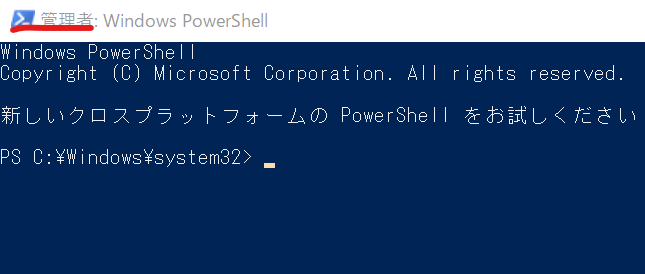 管理者: Windows PowerShell
Windows PowerShell
Copyright (C) Microsoft Corporation. All rights reserved.
新しいクロスプラットフォームの PowerShell をお試しください
PS C:¥Windows¥system32>